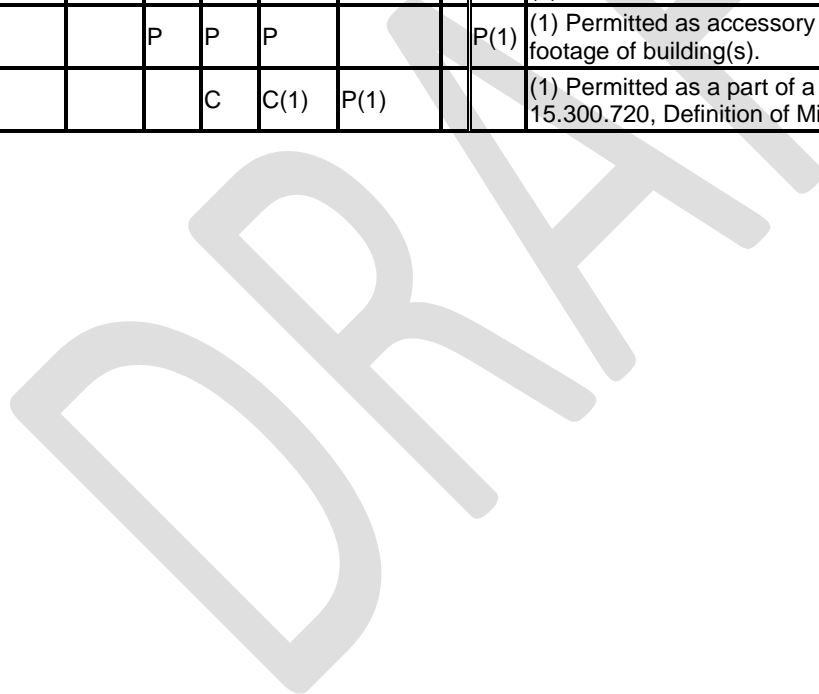 P P P P(1) (1) Permitted as accessory
footage of building(s).
C C(1) P(1) (1) Permitted as a part of a
15.300.720, Definition of
DRA